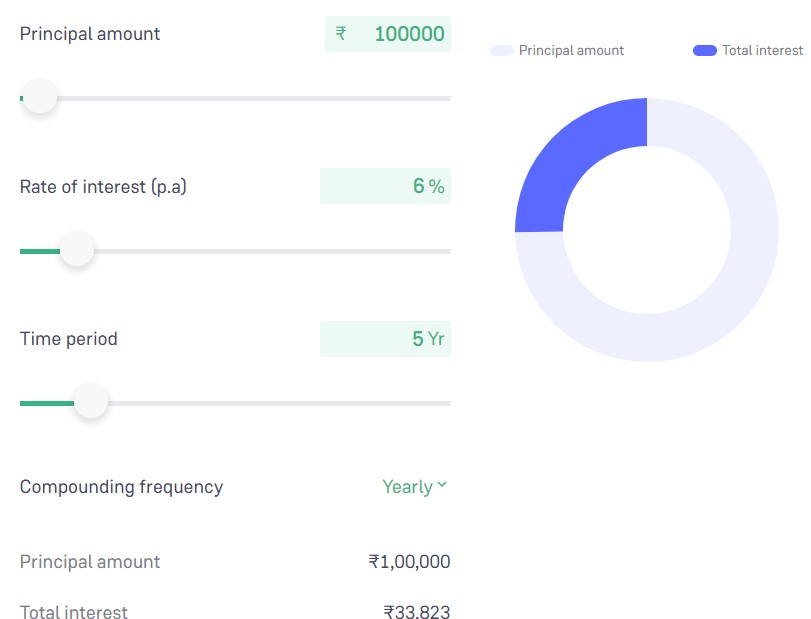 Principal amount ₹ 100000
Principal amount Total interest
Rate of interest (p.a) 6 %
Time period 5 Yr
Compounding frequency Yearly
Principal amount ₹1,00,000
Total interest ₹33,823